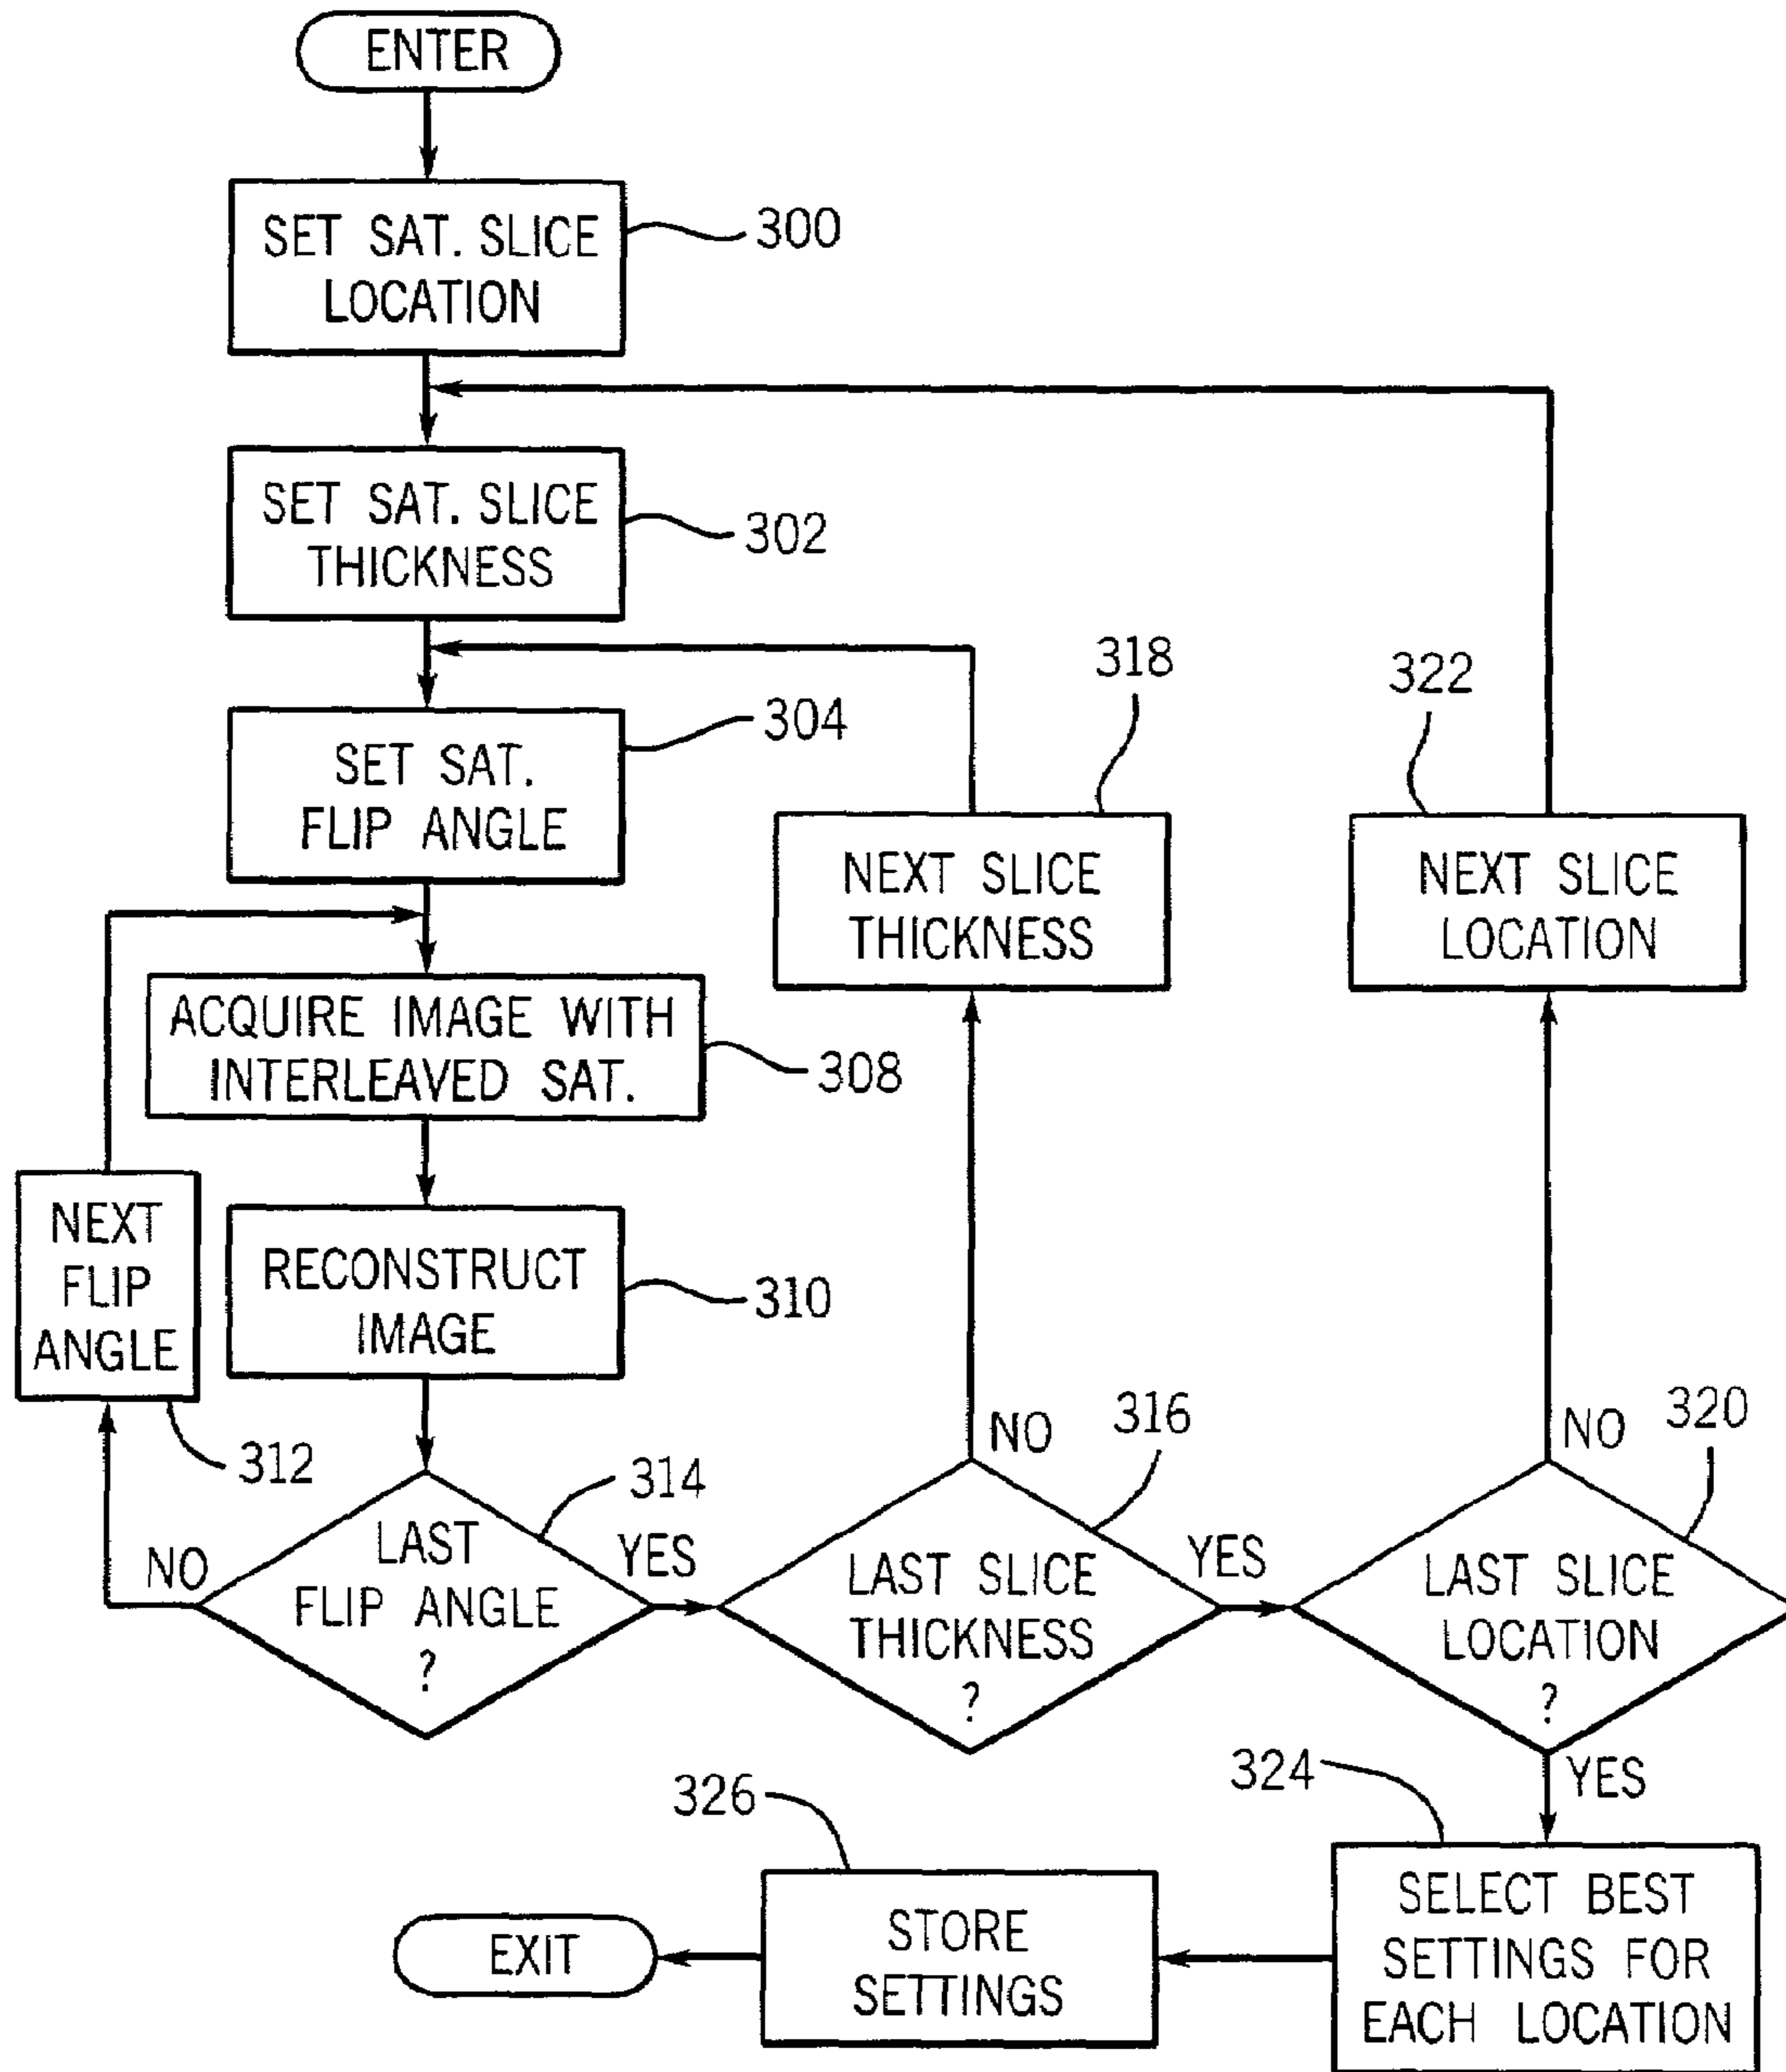 ENTER
SET SAT. SLICE
LOCATION
300
SET SAT. SLICE
THICKNESS
302
SET SAT.
FLIP ANGLE
304
318
NEXT SLICE
THICKNESS
322
NEXT SLICE
LOCATION
ACQUIRE IMAGE WITH
INTERLEAVED SAT.
308
NEXT
FLIP
ANGLE
312
RECONSTRUCT
IMAGE
310
LAST
FLIP ANGLE
?
314
NO
YES
LAST SLICE
THICKNESS
?
316
NO
YES
LAST SLICE
LOCATION
?
320
NO
YES
324
SELECT BEST
SETTINGS FOR
EACH LOCATION
326
STORE
SETTINGS
EXIT